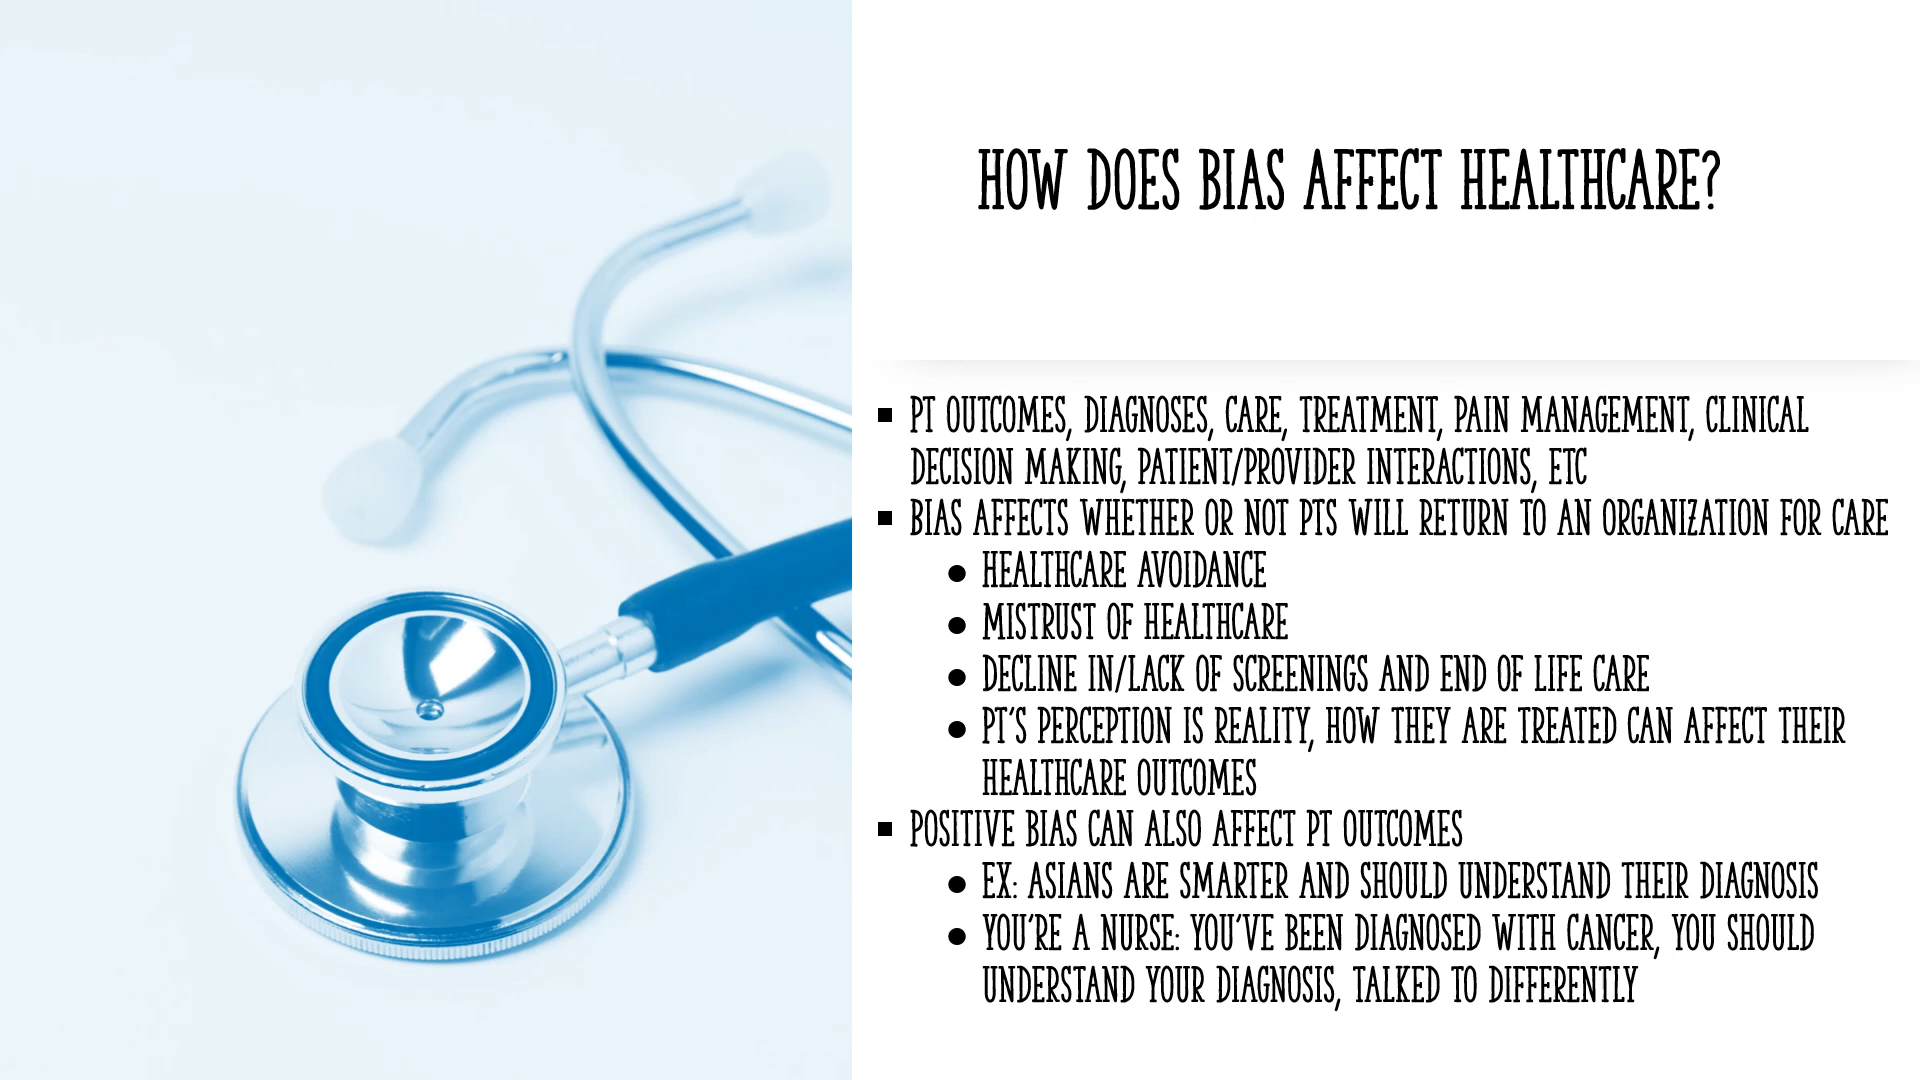 HOW DOES BIAS AFFECT HEALTHCARE?
▪ PT OUTCOMES, DIAGNOSES, CARE, TREATMENT, PAIN MANAGEMENT, CLINICAL
DECISION MAKING, PATIENT/PROVIDER INTERACTIONS, ETC
▪ BIAS AFFECTS WHETHER OR NOT PTS WILL RETURN TO AN ORGANIZATION FOR CARE
● HEALTHCARE AVOIDANCE
● MISTRUST OF HEALTHCARE
● DECLINE IN/LACK OF SCREENINGS AND END OF LIFE CARE
● PT'S PERCEPTION IS REALITY, HOW THEY ARE TREATED CAN AFFECT THEIR
HEALTHCARE OUTCOMES
▪ POSITIVE BIAS CAN ALSO AFFECT PT OUTCOMES
● EX: ASIANS ARE SMARTER AND SHOULD UNDERSTAND THEIR DIAGNOSIS
● YOU'RE A NURSE: YOU'VE BEEN DIAGNOSED WITH CANCER, YOU SHOULD
UNDERSTAND YOUR DIAGNOSIS, TALKED TO DIFFERENTLY